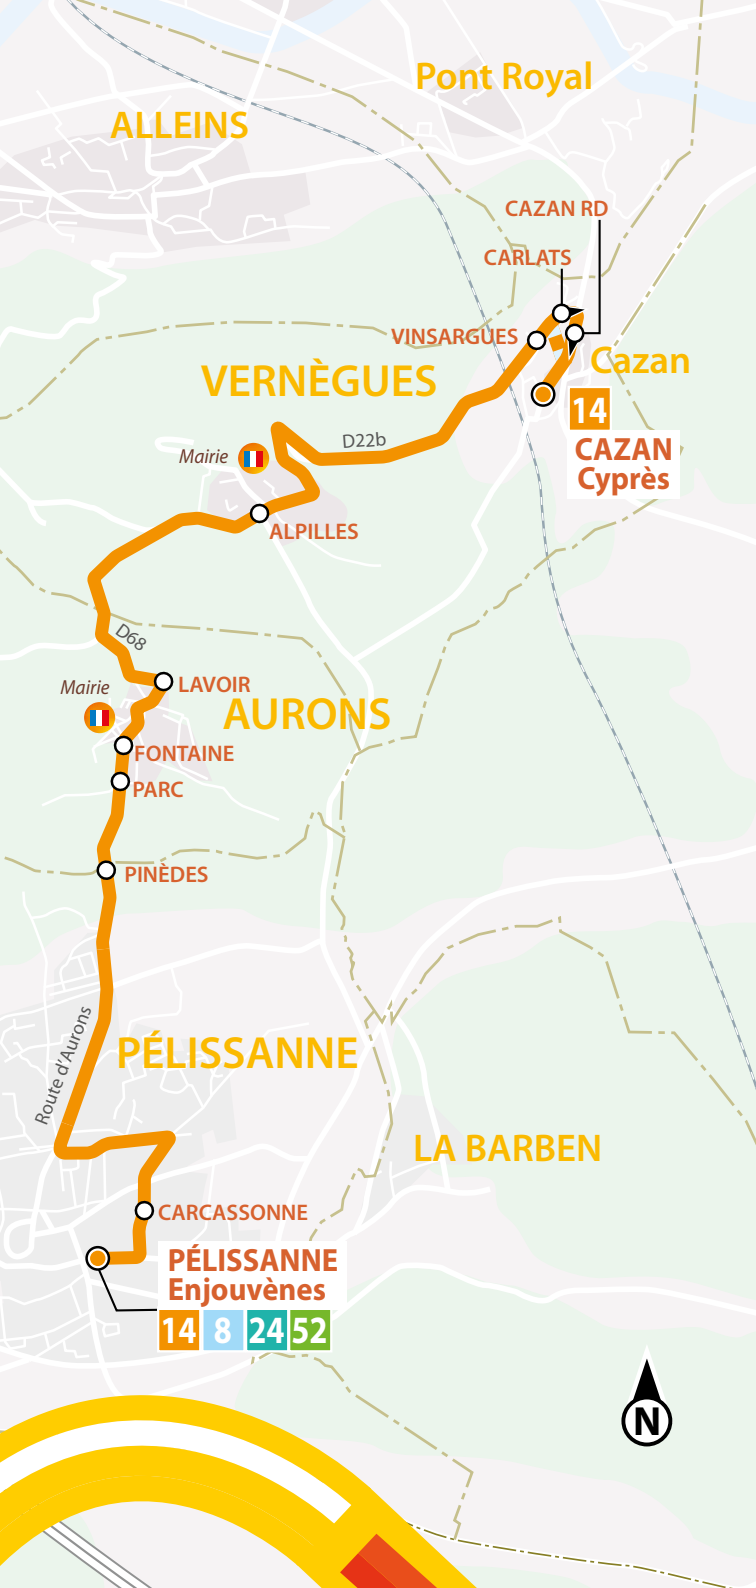 Pont Royal
ALLEINS
CAZAN RD
CARLATS
VINSARGUES
Cazan
VERNÈGUES
14
CAZAN
Cyprès
D22b
Mairie
ALPILLES
D68
LAVOIR
Mairie
AURONS
FONTAINE
PARC
PINÈDES
Route d'Aurons
PÉLISSANNE
LA BARBEN
CARCASSONNE
PÉLISSANNE
Enjouvènes
14 8 24 52
N